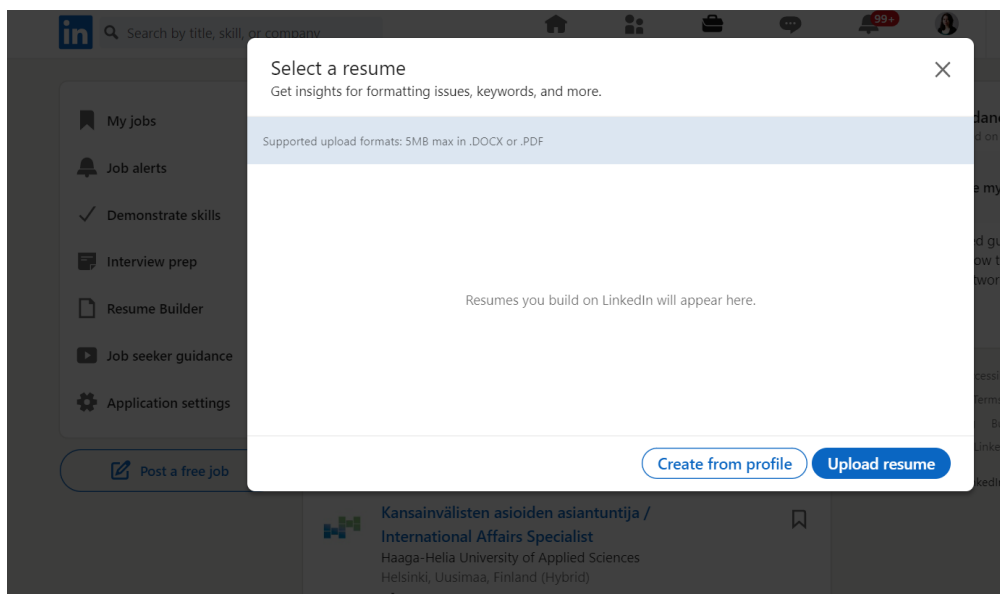 in
Search by title, skill, or company
99+
Select a resume
Get insights for formatting issues, keywords, and more.
Supported upload formats: 5MB max in .DOCX or .PDF
Resumes you build on LinkedIn will appear here.
Create from profile
Upload resume
My jobs
Job alerts
Demonstrate skills
Interview prep
Resume Builder
Job seeker guidance
Application settings
Post a free job
Kansainvälisten asioiden asiantuntija /
International Affairs Specialist
Haaga-Helia University of Applied Sciences
Helsinki, Uusimaa, Finland (Hybrid)